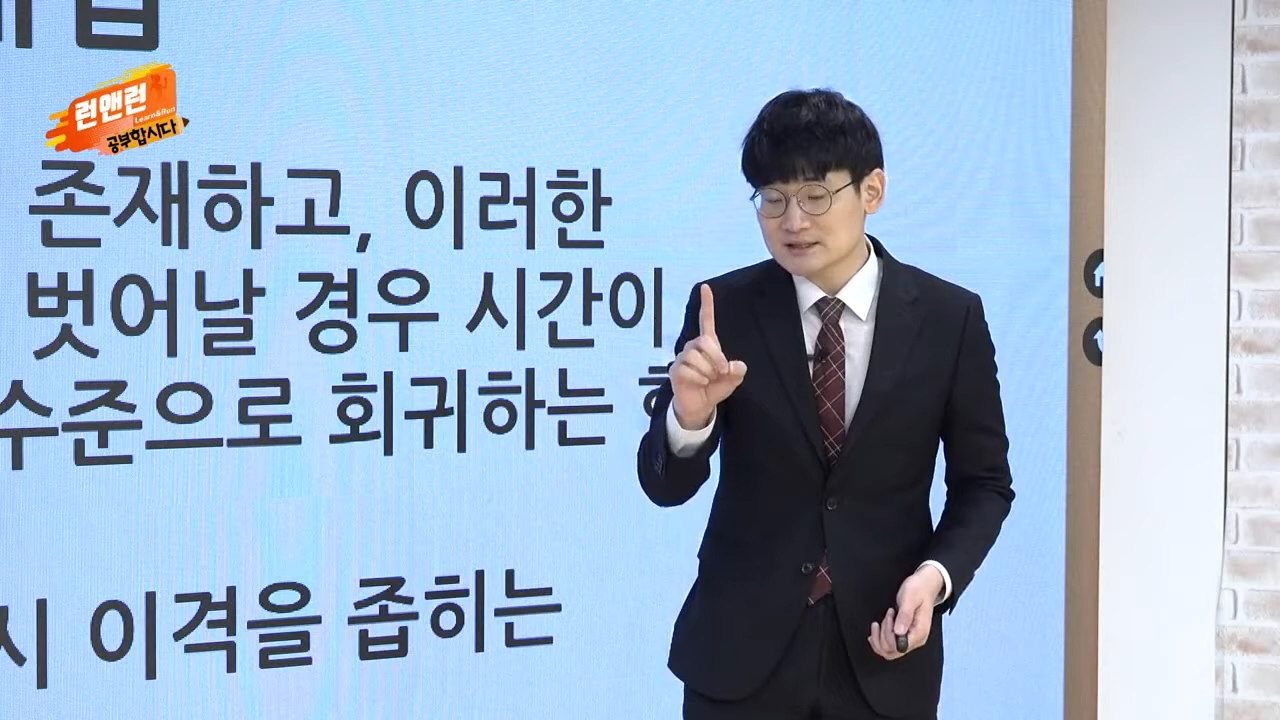 런앤런
Learn&Run
공부합시다
존재하고, 이러한
벗어날 경우 시간이
수준으로 회귀하는
시 이격을 좁히는